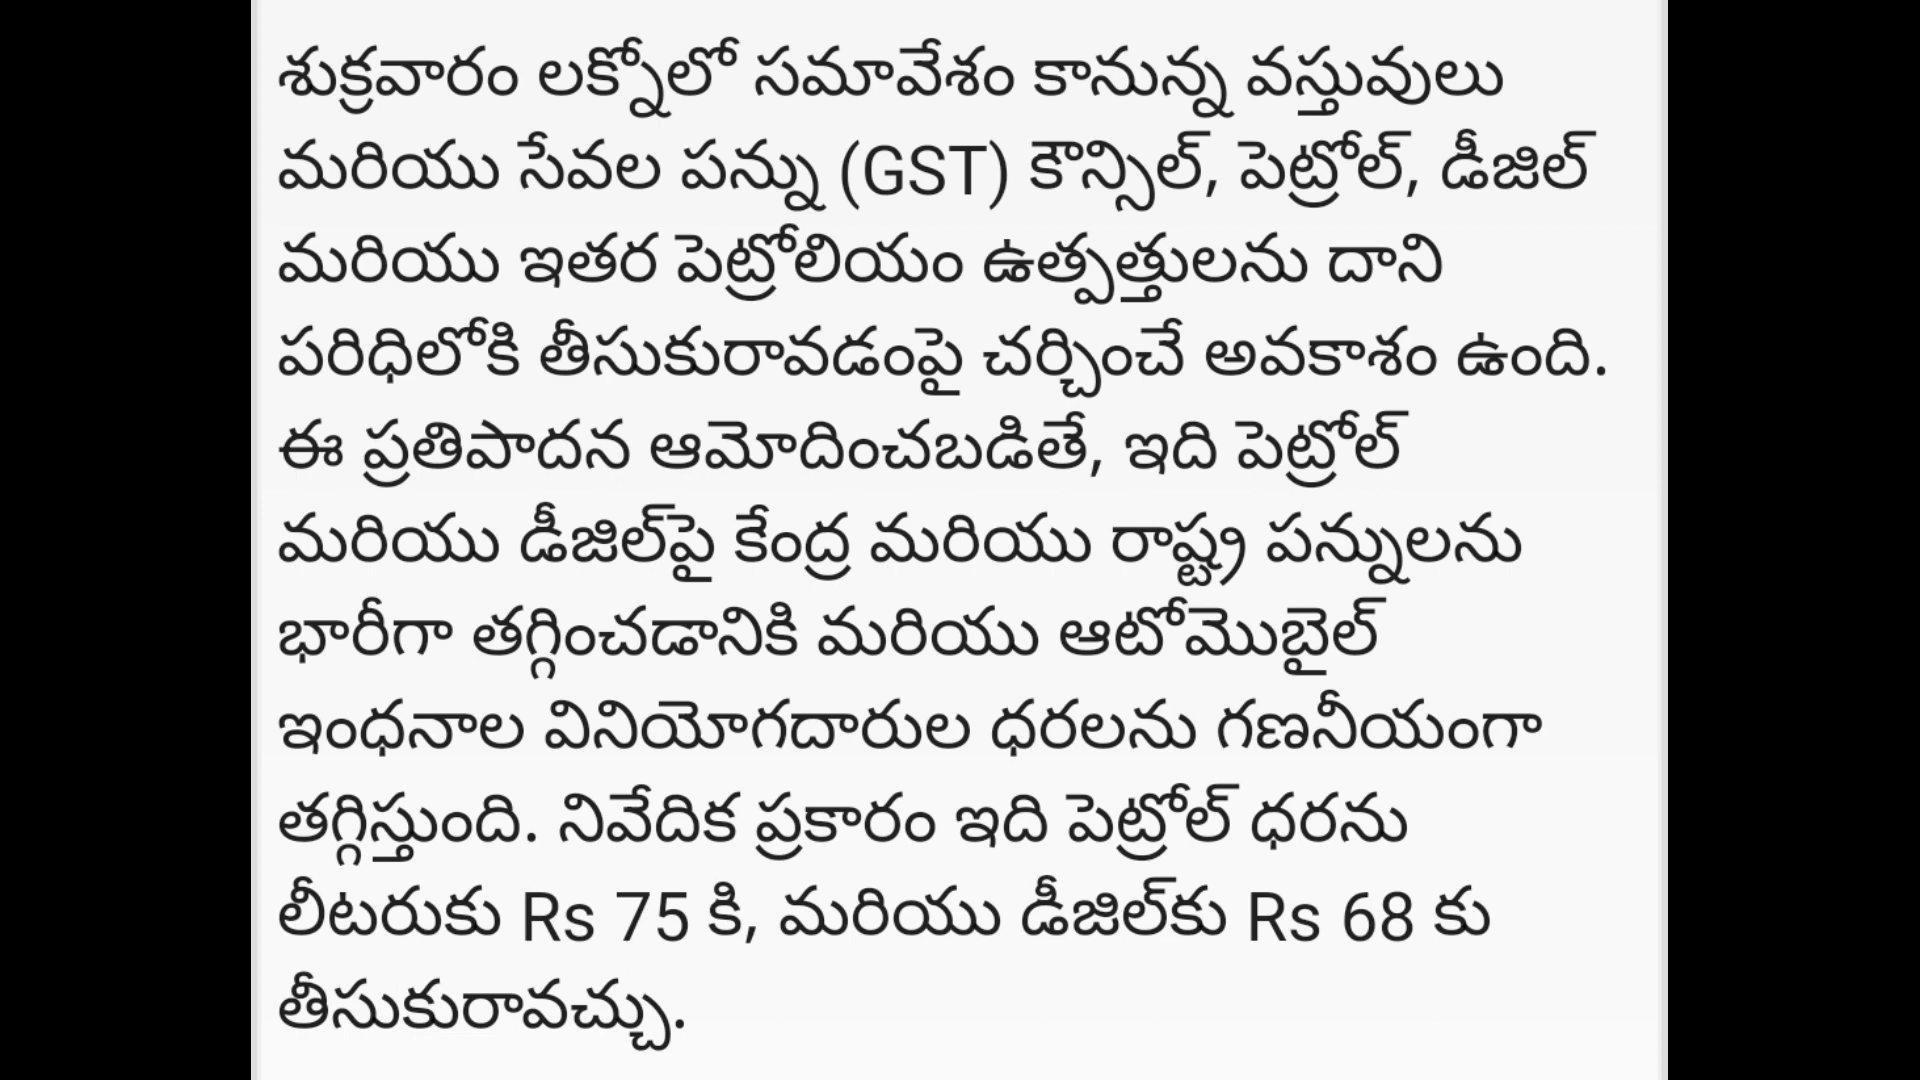 శుక్రవారం లక్నోలో సమావేశం కానున్న వస్తువులు
మరియు సేవల పన్ను (GST) కౌన్సిల్, పెట్రోల్, డీజిల్
మరియు ఇతర పెట్రోలియం ఉత్పత్తులను దాని
పరిధిలోకి తీసుకురావడంపై చర్చించే అవకాశం ఉంది.
ఈ ప్రతిపాదన ఆమోదించబడితే, ఇది పెట్రోల్
మరియు డీజిల్‌పై కేంద్ర మరియు రాష్ట్ర పన్నులను
భారీగా తగ్గించడానికి మరియు ఆటోమొబైల్
ఇంధనాల వినియోగదారుల ధరలను గణనీయంగా
తగ్గిస్తుంది. నివేదిక ప్రకారం ఇది పెట్రోల్ ధరను
లీటరుకు Rs 75 కి, మరియు డీజిల్‌కు Rs 68 కు
తీసుకురావచ్చు.